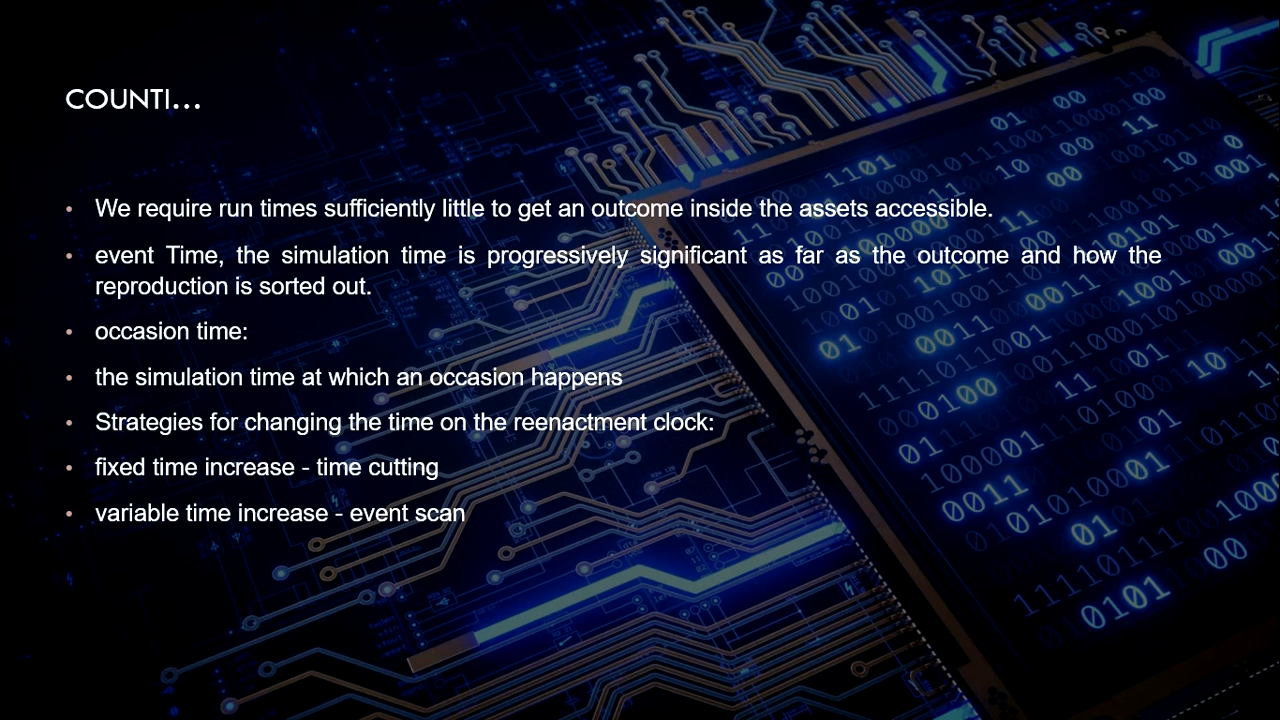 COUNTI…
• We require run times sufficiently little to get an outcome inside the assets accessible.
• event Time, the simulation time is progressively significant as far as the outcome and how the
reproduction is sorted out.
• occasion time:
• the simulation time at which an occasion happens
• Strategies for changing the time on the reenactment clock:
• fixed time increase - time cutting
• variable time increase - event scan